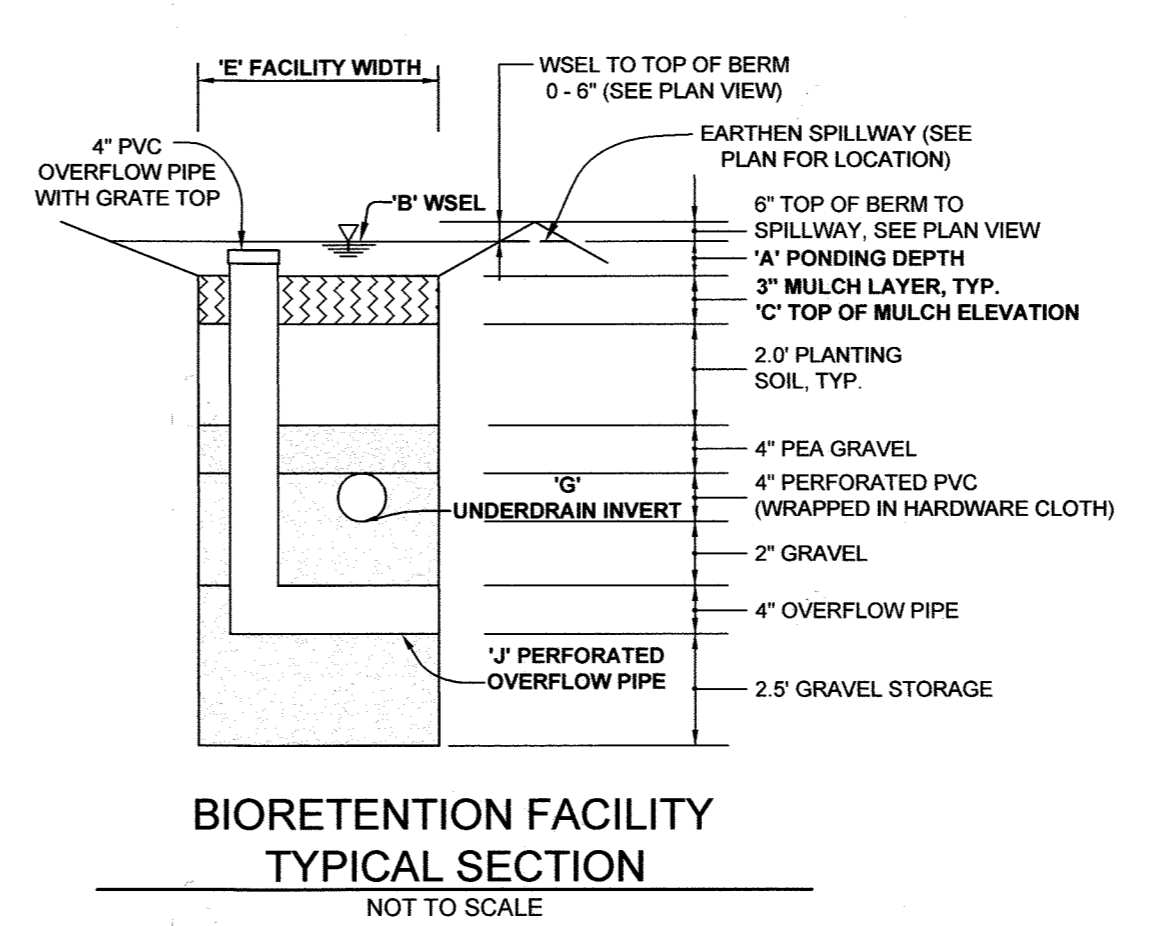 'E' FACILITY WIDTH
WSEL TO TOP OF BERM
0 - 6" (SEE PLAN VIEW)
4" PVC
OVERFLOW PIPE
WITH GRATE TOP
EARTHEN SPILLWAY (SEE
PLAN FOR LOCATION)
'B' WSEL
6" TOP OF BERM TO
SPILLWAY, SEE PLAN VIEW
'A' PONDING DEPTH
3" MULCH LAYER, TYP.
'C' TOP OF MULCH ELEVATION
2.0' PLANTING
SOIL, TYP.
4" PEA GRAVEL
'G'
UNDERDRAIN INVERT
4" PERFORATED PVC
(WRAPPED IN HARDWARE CLOTH)
2" GRAVEL
4" OVERFLOW PIPE
'J' PERFORATED
OVERFLOW PIPE
2.5' GRAVEL STORAGE
BIORETENTION FACILITY
TYPICAL SECTION
NOT TO SCALE